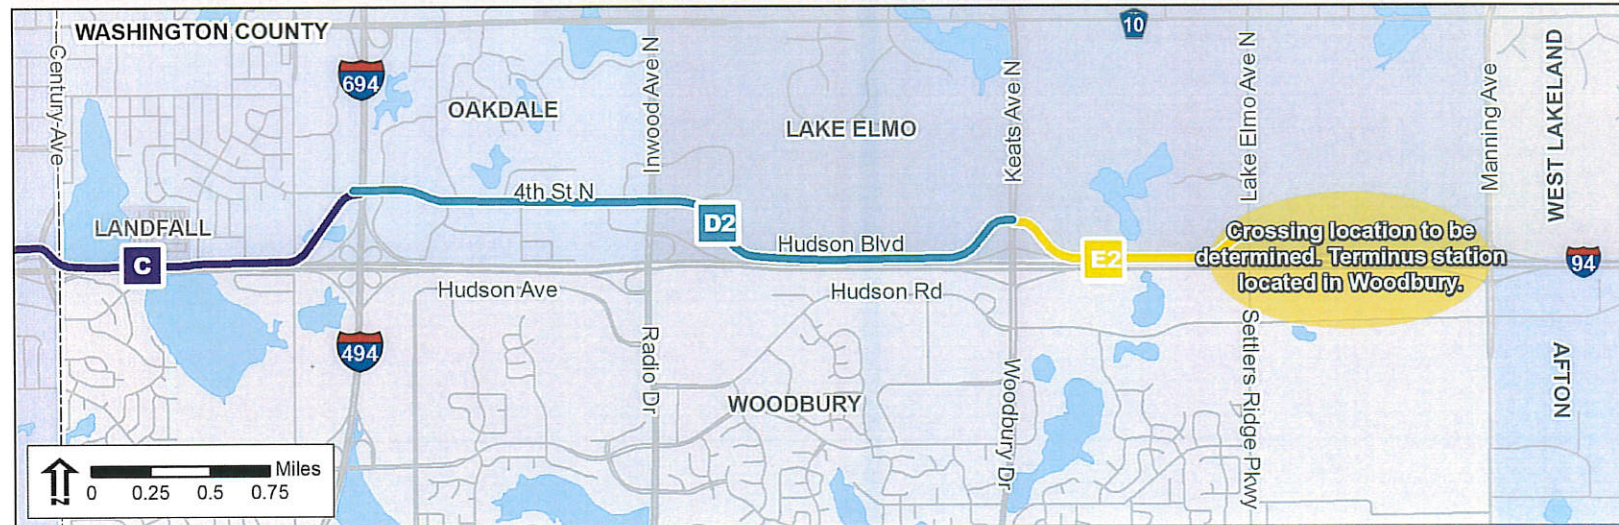 WASHINGTON COUNTY
Century Ave
694
OAKDALE
Inwood Ave N
LAKE ELMO
Keats Ave N
10
Lake Elmo Ave N
Manning Ave
WEST LAKELAND
4th St N
LANDFALL
C
D2
Hudson Blvd
E2
Crossing location to be
determined. Terminus station
located in Woodbury.
94
Hudson Ave
Hudson Rd
494
Radio Dr
WOODBURY
Woodbury Dr
Settlers Ridge Pkwy
AFTON
N
Miles
0 0.25 0.5 0.75